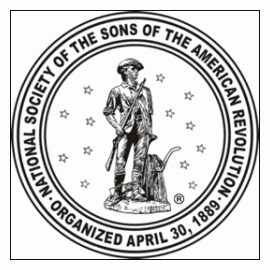 · NATIONAL SOCIETY OF THE SONS OF THE AMERICAN REVOLUTION ·
ORGANIZED APRIL 30, 1889
®